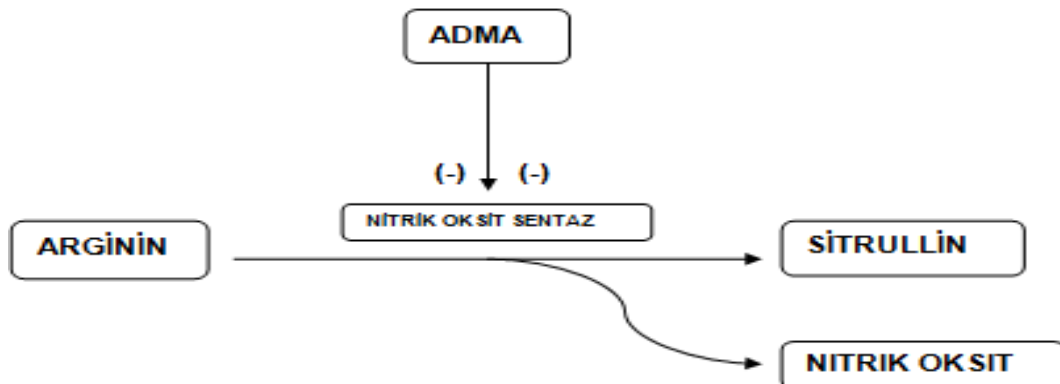 ADMA
(-) (-)
NİTRİK OKSİT SENTAZ
ARGİNİN
SİTRULLİN
NITRIK OKSIT